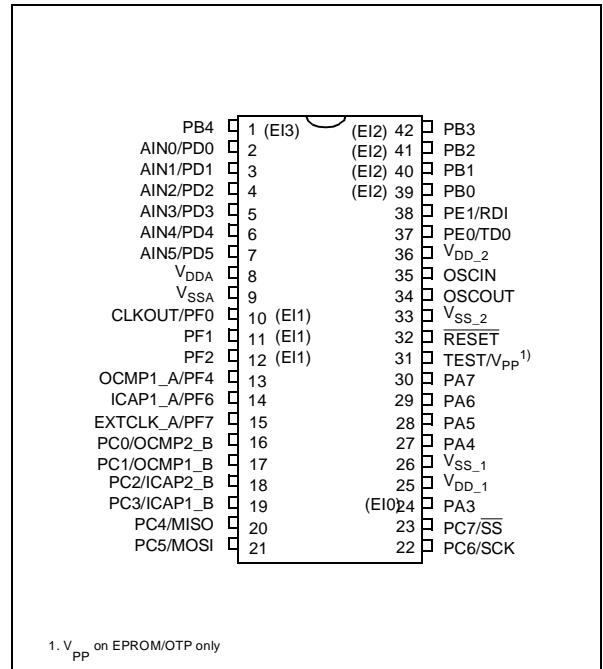 PB4 1 (EI3) (EI2) 42 PB3
AIN0/PD0 2 (EI2) 41 PB2
AIN1/PD1 3 (EI2) 40 PB1
AIN2/PD2 4 (EI2) 39 PB0
AIN3/PD3 5 38 PE1/RDI
AIN4/PD4 6 37 PE0/TD0
AIN5/PD5 7 36 VDD_2
VDDA 8 35 OSCIN
VSSA 9 34 OSCOUT
CLKOUT/PF0 10 (EI1) 33 VSS_2
PF1 11 (EI1) 32 RESET
PF2 12 (EI1) 31 TEST/VPP1)
OCMP1_A/PF4 13 30 PA7
ICAP1_A/PF6 14 29 PA6
EXTCLK_A/PF7 15 28 PA5
PC0/OCMP2_B 16 27 PA4
PC1/OCMP1_B 17 26 VSS_1
PC2/ICAP2_B 18 25 VDD_1
PC3/ICAP1_B 19 (EI0)24 PA3
PC4/MISO 20 23 PC7/SS
PC5/MOSI 21 22 PC6/SCK
1. VPP on EPROM/OTP only